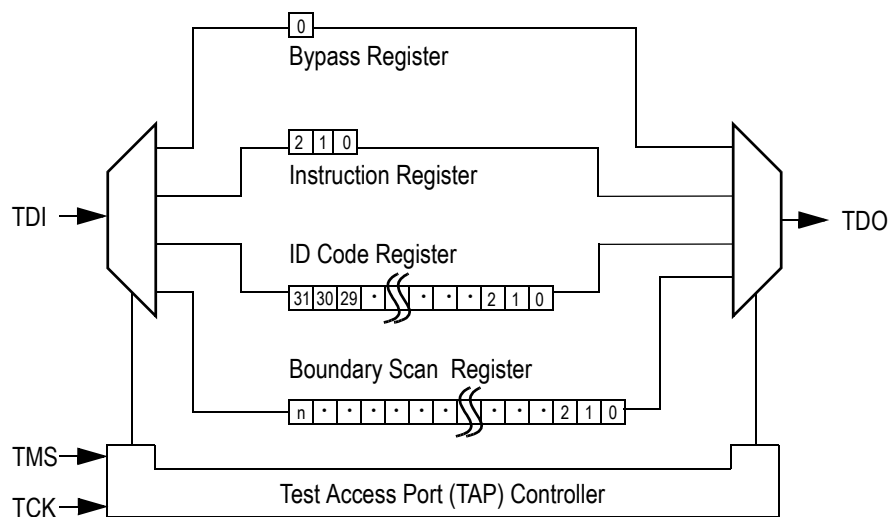 0
Bypass Register
2 1 0
Instruction Register
TDI
TDO
ID Code Register
31 30 29 · · · · 2 1 0
Boundary Scan Register
n · · · · · · · · · 2 1 0
TMS
Test Access Port (TAP) Controller
TCK